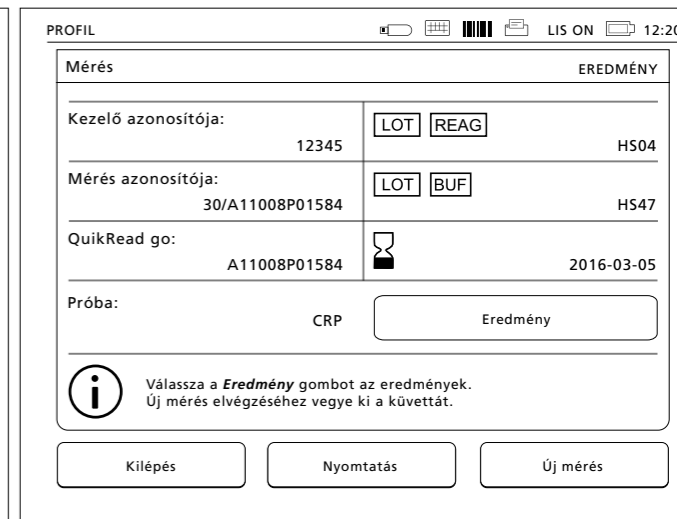 PROFIL LIS ON 12:20
Mérés EREDMÉNY
Kezelő azonosítója:
12345
LOT REAG
HS04
Mérés azonosítója:
30/A11008P01584
LOT BUF
HS47
QuikRead go:
A11008P01584
2016-03-05
Próba:
CRP
Eredmény
Válassza a Eredmény gombot az eredmények.
Új mérés elvégzéséhez vegye ki a küvettát.
Kilépés Nyomtatás Új mérés